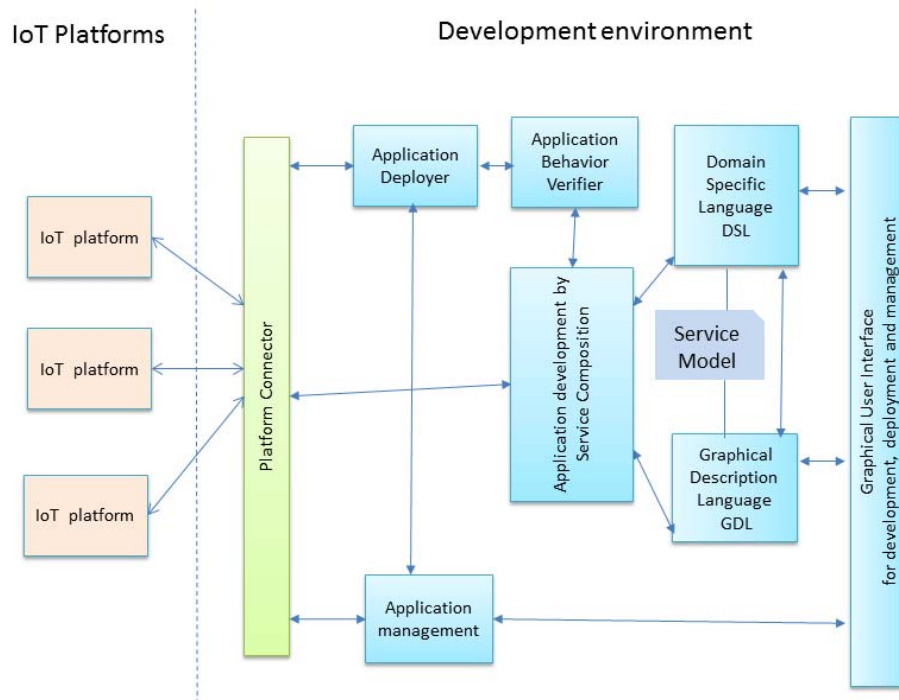 IoT Platforms
Development environment
IoT platform
IoT platform
IoT platform
Platform Connector
Application
Deployer
Application
Behavior
Verifier
Application development by
Service Composition
Domain
Specific
Language
DSL
Service
Model
Graphical
Description
Language
GDL
Application
management
Graphical User Interface
for development, deployment and management